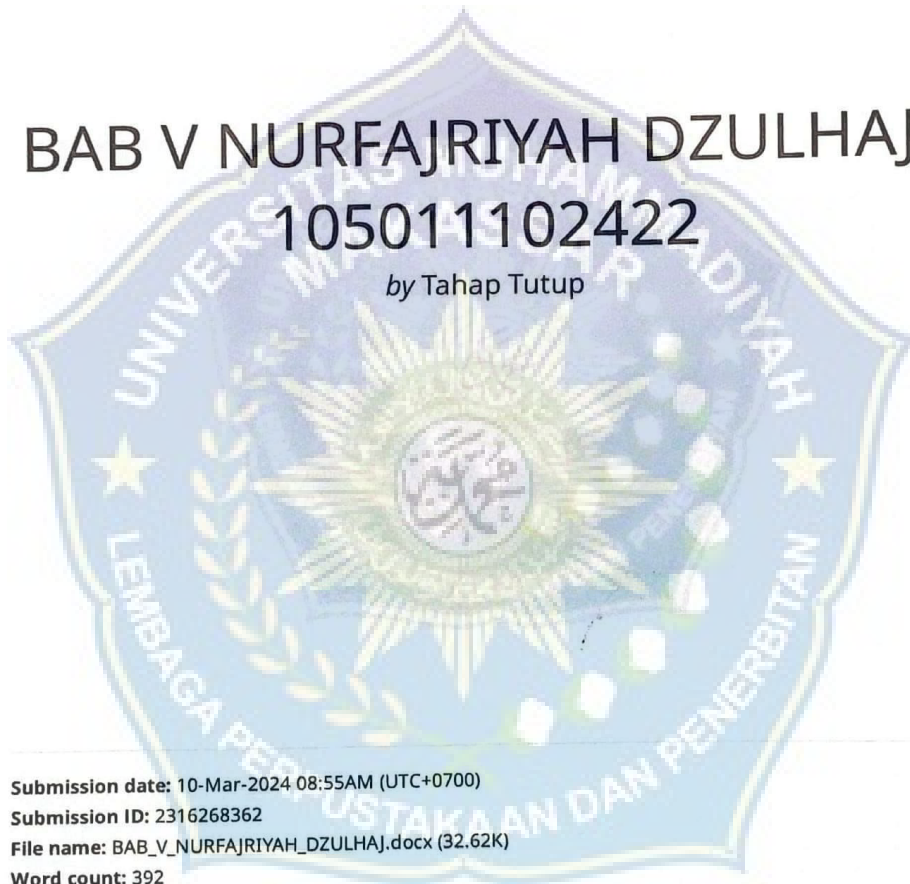 BAB V NURFAJRIYAH DZULHAJ
105011102422
by Tahap Tutup
UNIVERSITAS MUHAMMADIYAH
MAKASSAR
LEMBAGA PERPUSTAKAAN DAN PENERBITAN
Submission date: 10-Mar-2024 08:55AM (UTC+0700)
Submission ID: 2316268362
File name: BAB_V_NURFAJRIYAH_DZULHAJ.docx (32.62K)
Word count: 392